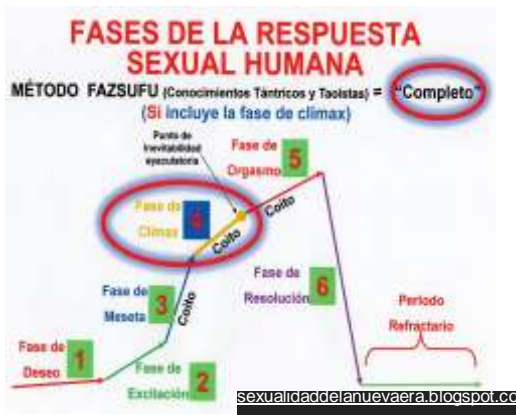 FASES DE LA RESPUESTA
SEXUAL HUMANA
MÉTODO FAZSUFU (Conocimientos Tántricos y Taoístas) = "Completo"
(Si incluye la fase de climax)
Punto de
inevitabilidad
eyaculatoria
Fase de
Orgasmo
5
Fase de
Climax
4
Coito
Coito
Fase de
Meseta
3
Coito
Fase de
Resolución
6
Periodo
Refractario
Fase de
Deseo
1
Fase de
Excitación
2
sexualidaddelanuevaera.blogspot.co